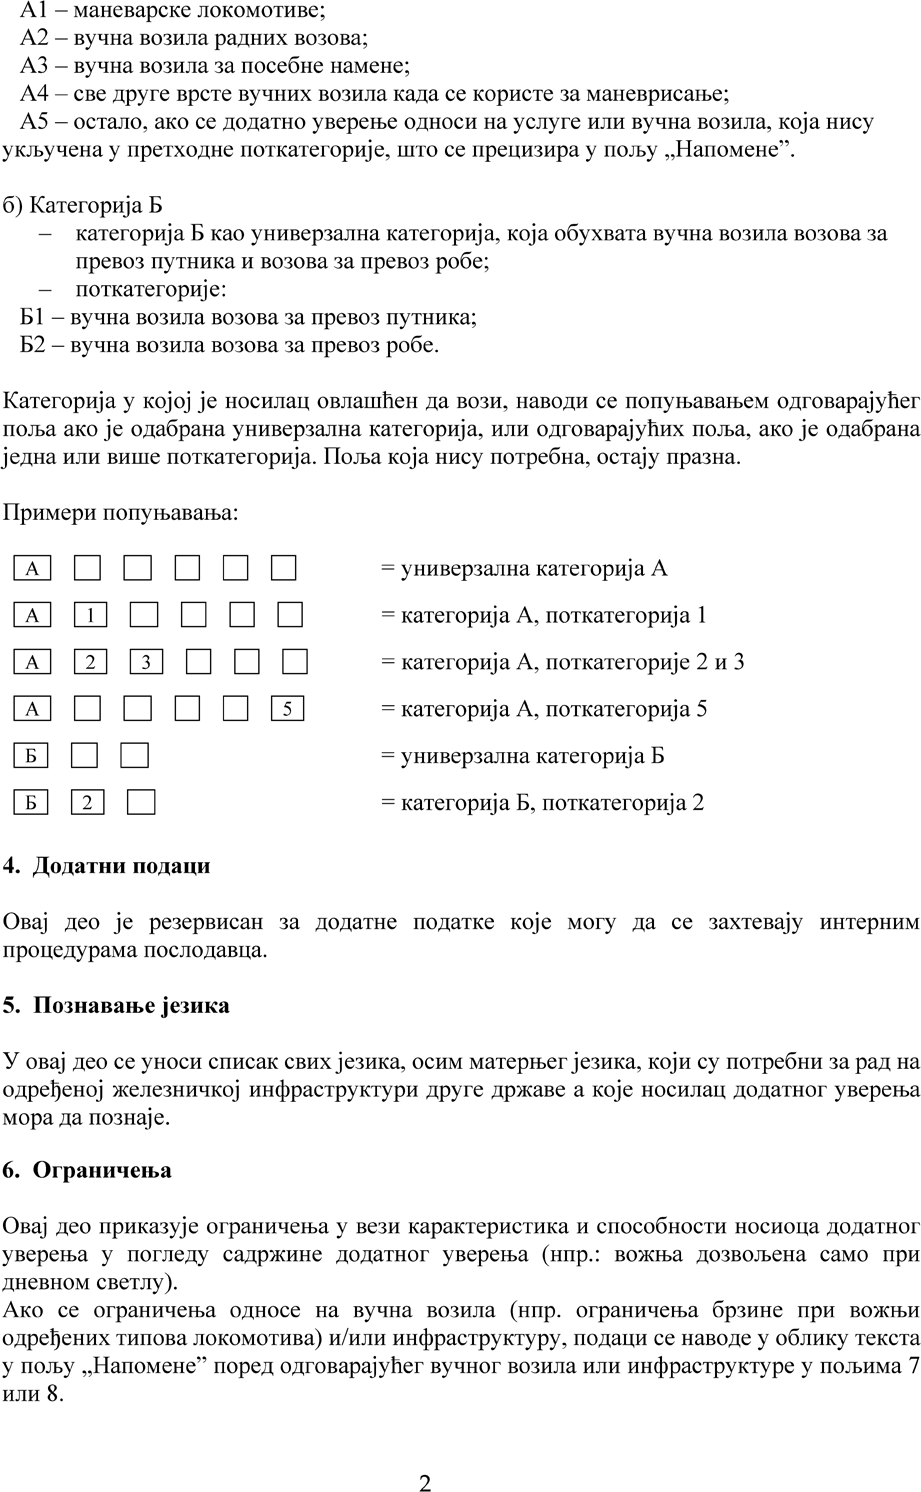 А1 – маневарске локомотиве;
А2 – вучна возила радних возова;
А3 – вучна возила за посебне намене;
А4 – све друге врсте вучних возила када се користе за маневрисање;
А5 – остало, ако се додатно уверење односи на услуге или вучна возила, која нису
укључена у претходне поткатегорије, што се прецизира у пољу „Напомене”.
б) Категорија Б
– категорија Б као универзална категорија, која обухвата вучна возила возова за
превоз путника и возова за превоз робе;
– поткатегорије:
Б1 – вучна возила возова за превоз путника;
Б2 – вучна возила возова за превоз робе.
Категорија у којој је носилац овлашћен да вози, наводи се попуњавањем одговарајућег
поља ако је одабрана универзална категорија, или одговарајућих поља, ако је одабрана
једна или више поткатегорија. Поља која нису потребна, остају празна.
Примери попуњавања:
А = универзална категорија А
А 1 = категорија А, поткатегорија 1
А 2 3 = категорија А, поткатегорије 2 и 3
А 5 = категорија А, поткатегорија 5
Б = универзална категорија Б
Б 2 = категорија Б, поткатегорија 2
4. Додатни подаци
Овај део је резервисан за додатне податке које могу да се захтевају интерним
процедурама послодавца.
5. Познавање језика
У овај део се уноси списак свих језика, осим матерњег језика, који су потребни за рад на
одређеној железничкој инфраструктури друге државе а које носилац додатног уверења
мора да познаје.
6. Ограничења
Овај део приказује ограничења у вези карактеристика и способности носиоца додатног
уверења у погледу садржине додатног уверења (нпр.: вожња дозвољена само при
дневном светлу).
Ако се ограничења односе на вучна возила (нпр. ограничења брзине при вожњи
одређених типова локомотива) и/или инфраструктуру, подаци се наводе у облику текста
у пољу „Напомене” поред одговарајућег вучног возила или инфраструктуре у пољима 7
или 8.
2